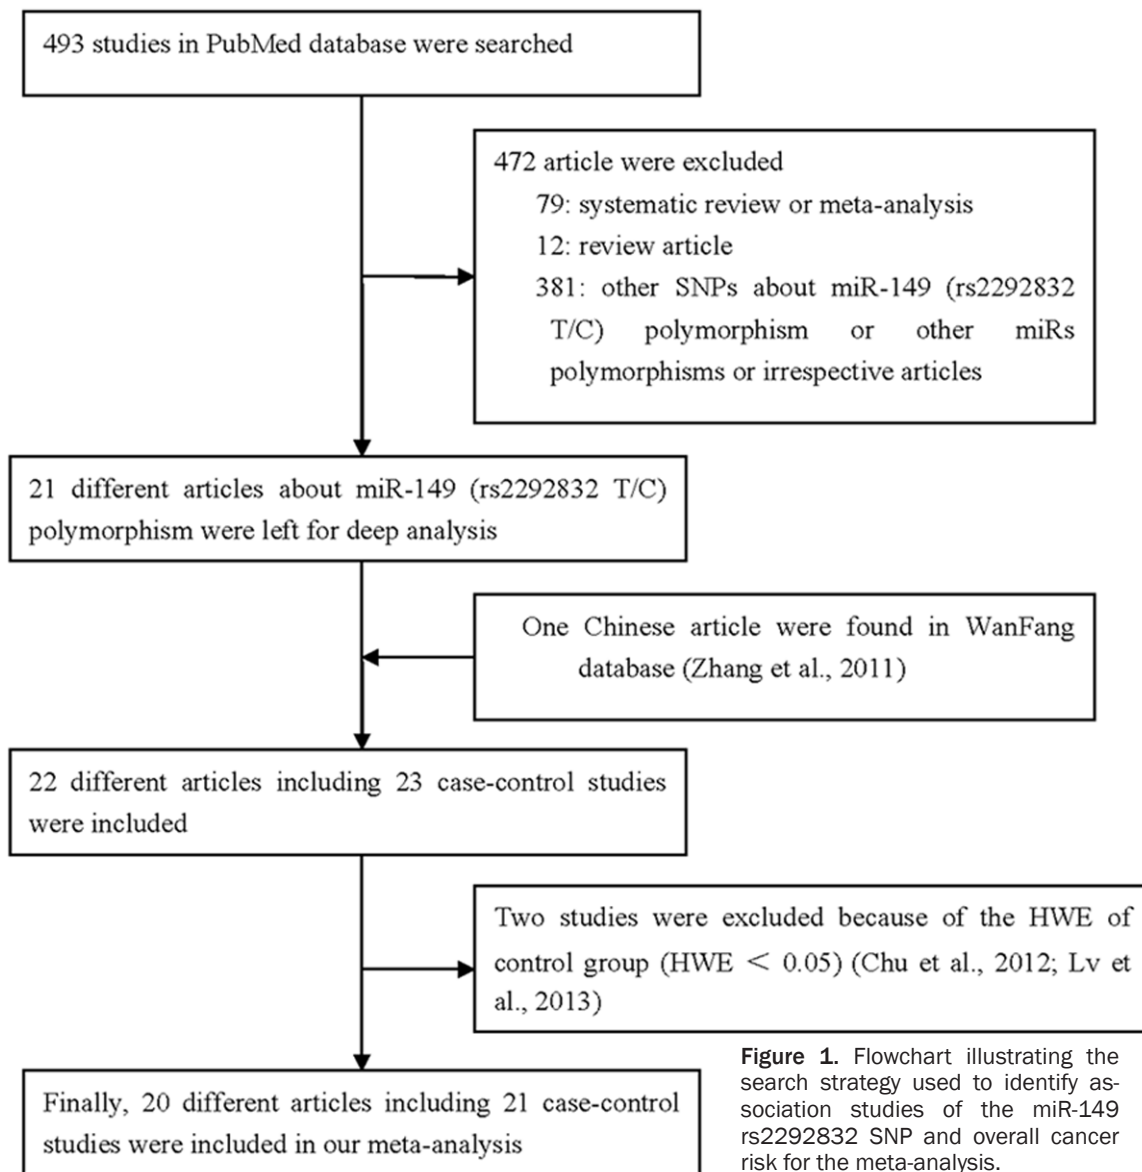 493 studies in PubMed database were searched
472 article were excluded
79: systematic review or meta-analysis
12: review article
381: other SNPs about miR-149 (rs2292832
T/C) polymorphism or other miRs
polymorphisms or irrespective articles
21 different articles about miR-149 (rs2292832 T/C)
polymorphism were left for deep analysis
One Chinese article were found in WanFang
database (Zhang et al., 2011)
22 different articles including 23 case-control studies
were included
Two studies were excluded because of the HWE of
control group (HWE < 0.05) (Chu et al., 2012; Lv et
al., 2013)
Finally, 20 different articles including 21 case-control
studies were included in our meta-analysis
Figure 1. Flowchart illustrating the
search strategy used to identify as-
sociation studies of the miR-149
rs2292832 SNP and overall cancer
risk for the meta-analysis.